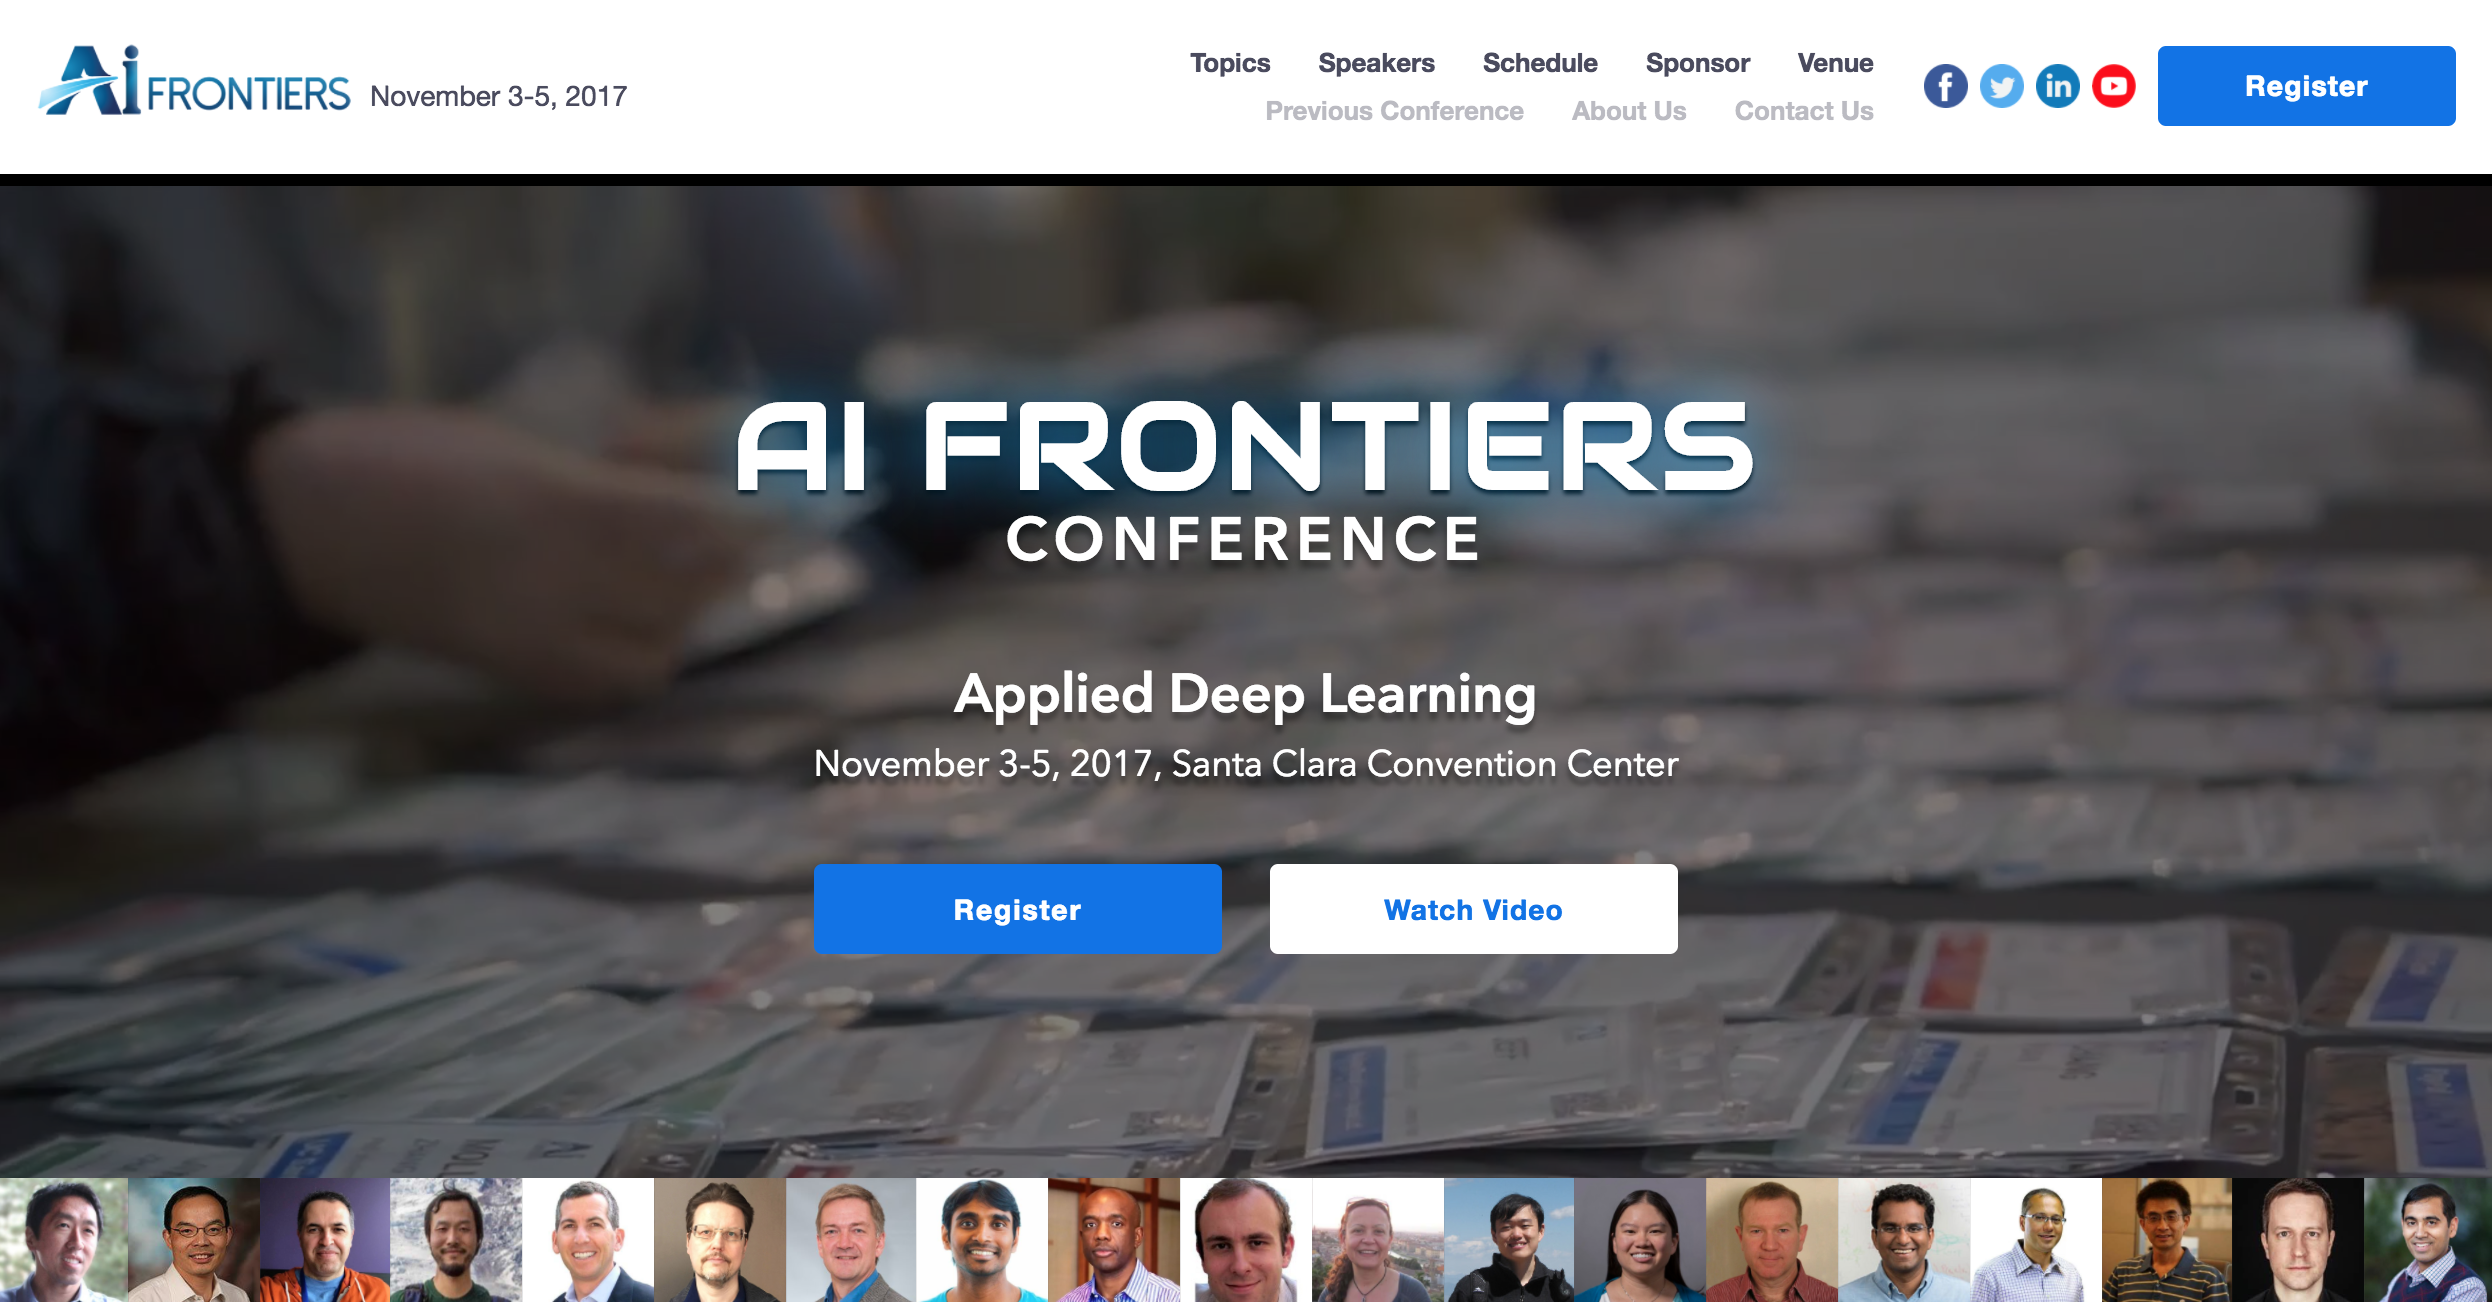 Ai FRONTIERS November 3-5, 2017
Topics Speakers Schedule Sponsor Venue
Previous Conference About Us Contact Us
f in
Register
AI FRONTIERS
CONFERENCE
Applied Deep Learning
November 3-5, 2017, Santa Clara Convention Center
Register Watch Video